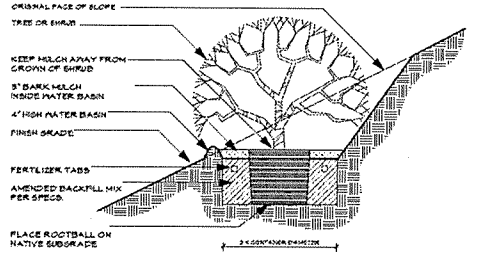 ORIGINAL FACE OF SLOPE
TREE OR SHRUB
KEEP MULCH AWAY FROM
CROWN OF SHRUB
3" BARK MULCH
INSIDE WATER BASIN
4" HIGH WATER BASIN
FINISH GRADE
FERTILIZER TABS
AMENDED BACKFILL MIX
PER SPECS.
PLACE ROOTBALL ON
NATIVE SUBGRADE
2 X CONTAINER DIAMETER